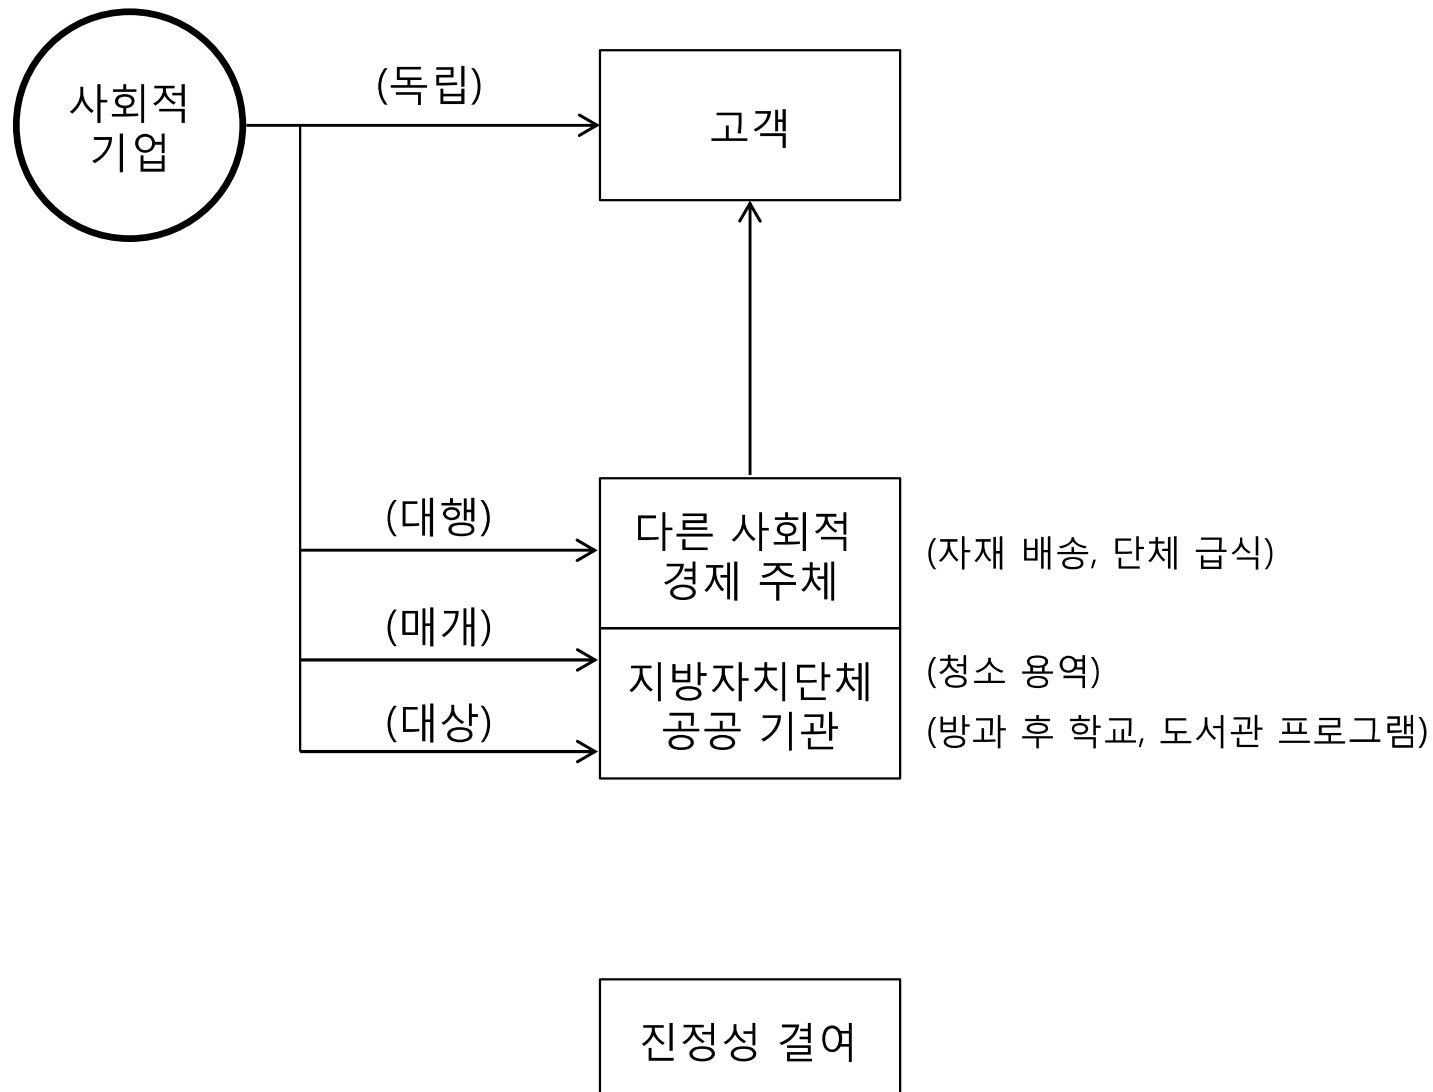 사회적
기업
(독립)
고객
(대행)
다른 사회적
경제 주체
(자재 배송, 단체 급식)
(매개)
지방자치단체
공공 기관
(청소 용역)
(대상)
(방과 후 학교, 도서관 프로그램)
진정성 결여